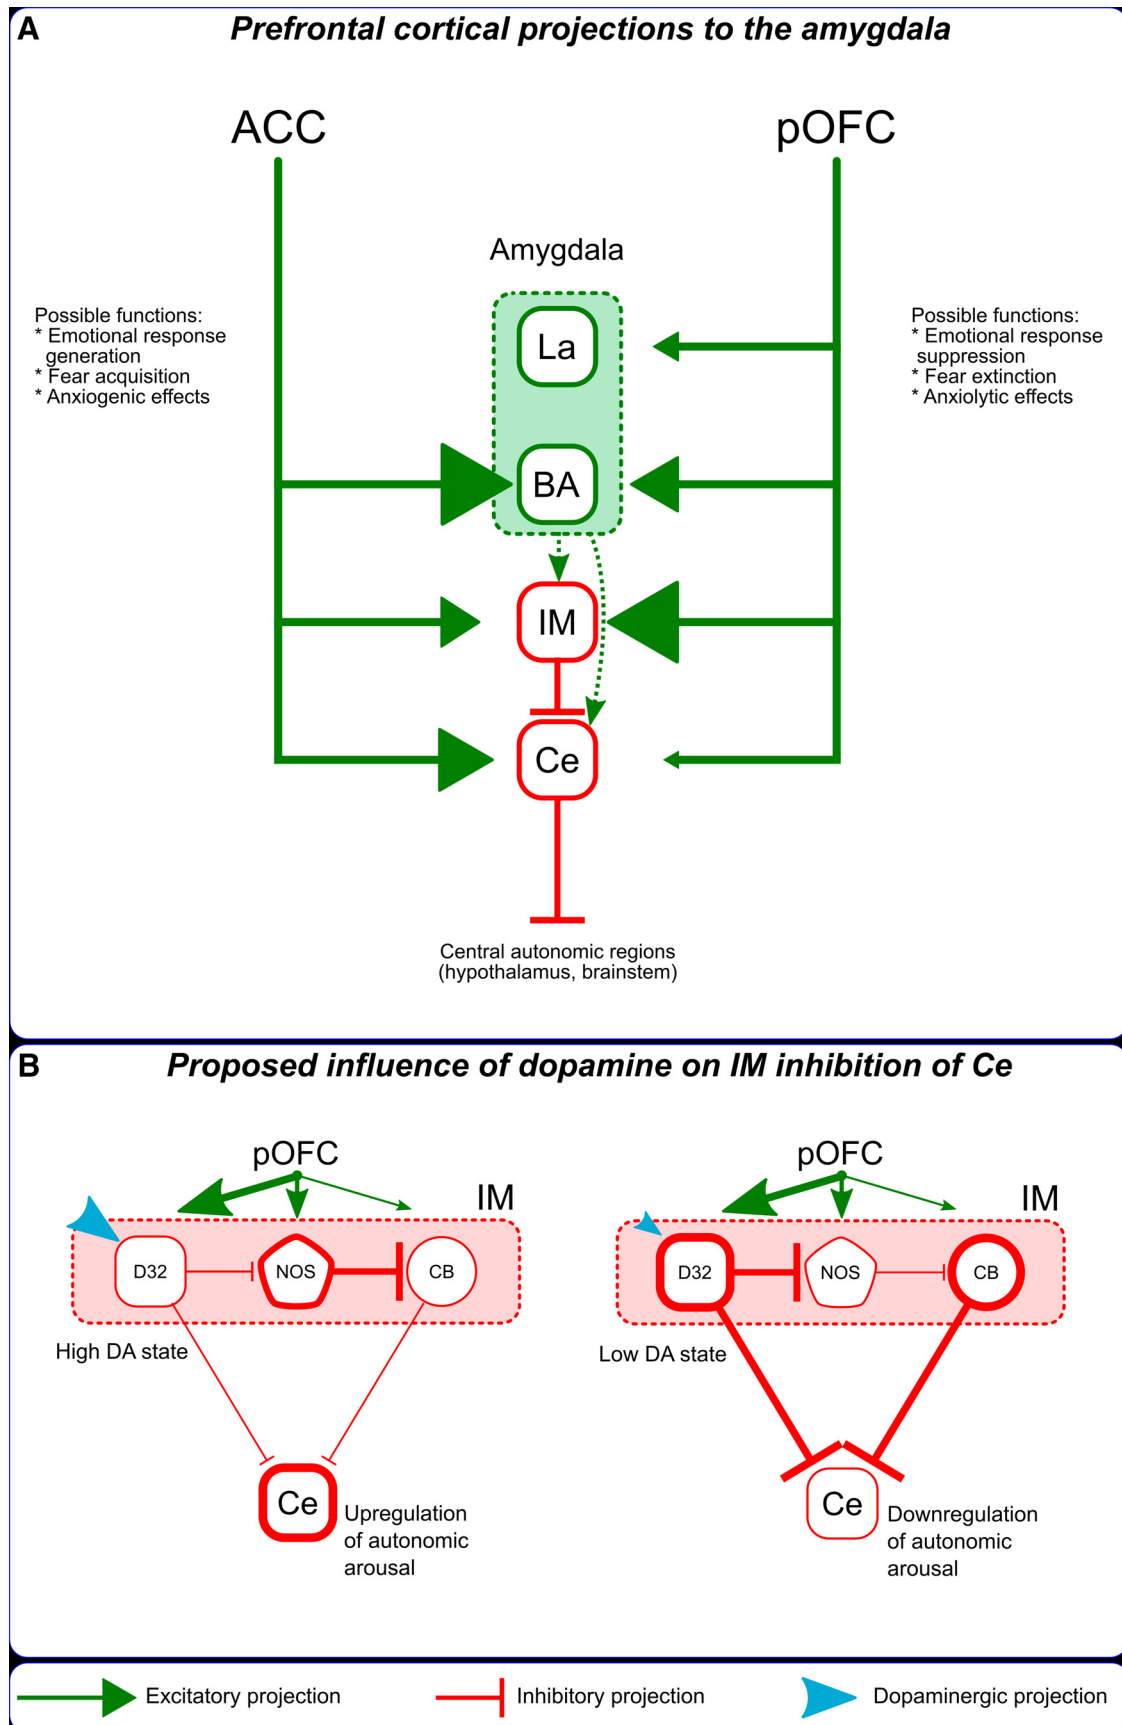 A
Prefrontal cortical projections to the amygdala
ACC
pOFC
Amygdala
Possible functions:
* Emotional response
generation
* Fear acquisition
* Anxiogenic effects
Possible functions:
* Emotional response
suppression
* Fear extinction
* Anxiolytic effects
La
BA
IM
Ce
Central autonomic regions
(hypothalamus, brainstem)
B
Proposed influence of dopamine on IM inhibition of Ce
pOFC
IM
D32
NOS
CB
High DA state
Ce
Upregulation
of autonomic
arousal
pOFC
IM
D32
NOS
CB
Low DA state
Ce
Downregulation
of autonomic
arousal
Excitatory projection
Inhibitory projection
Dopaminergic projection